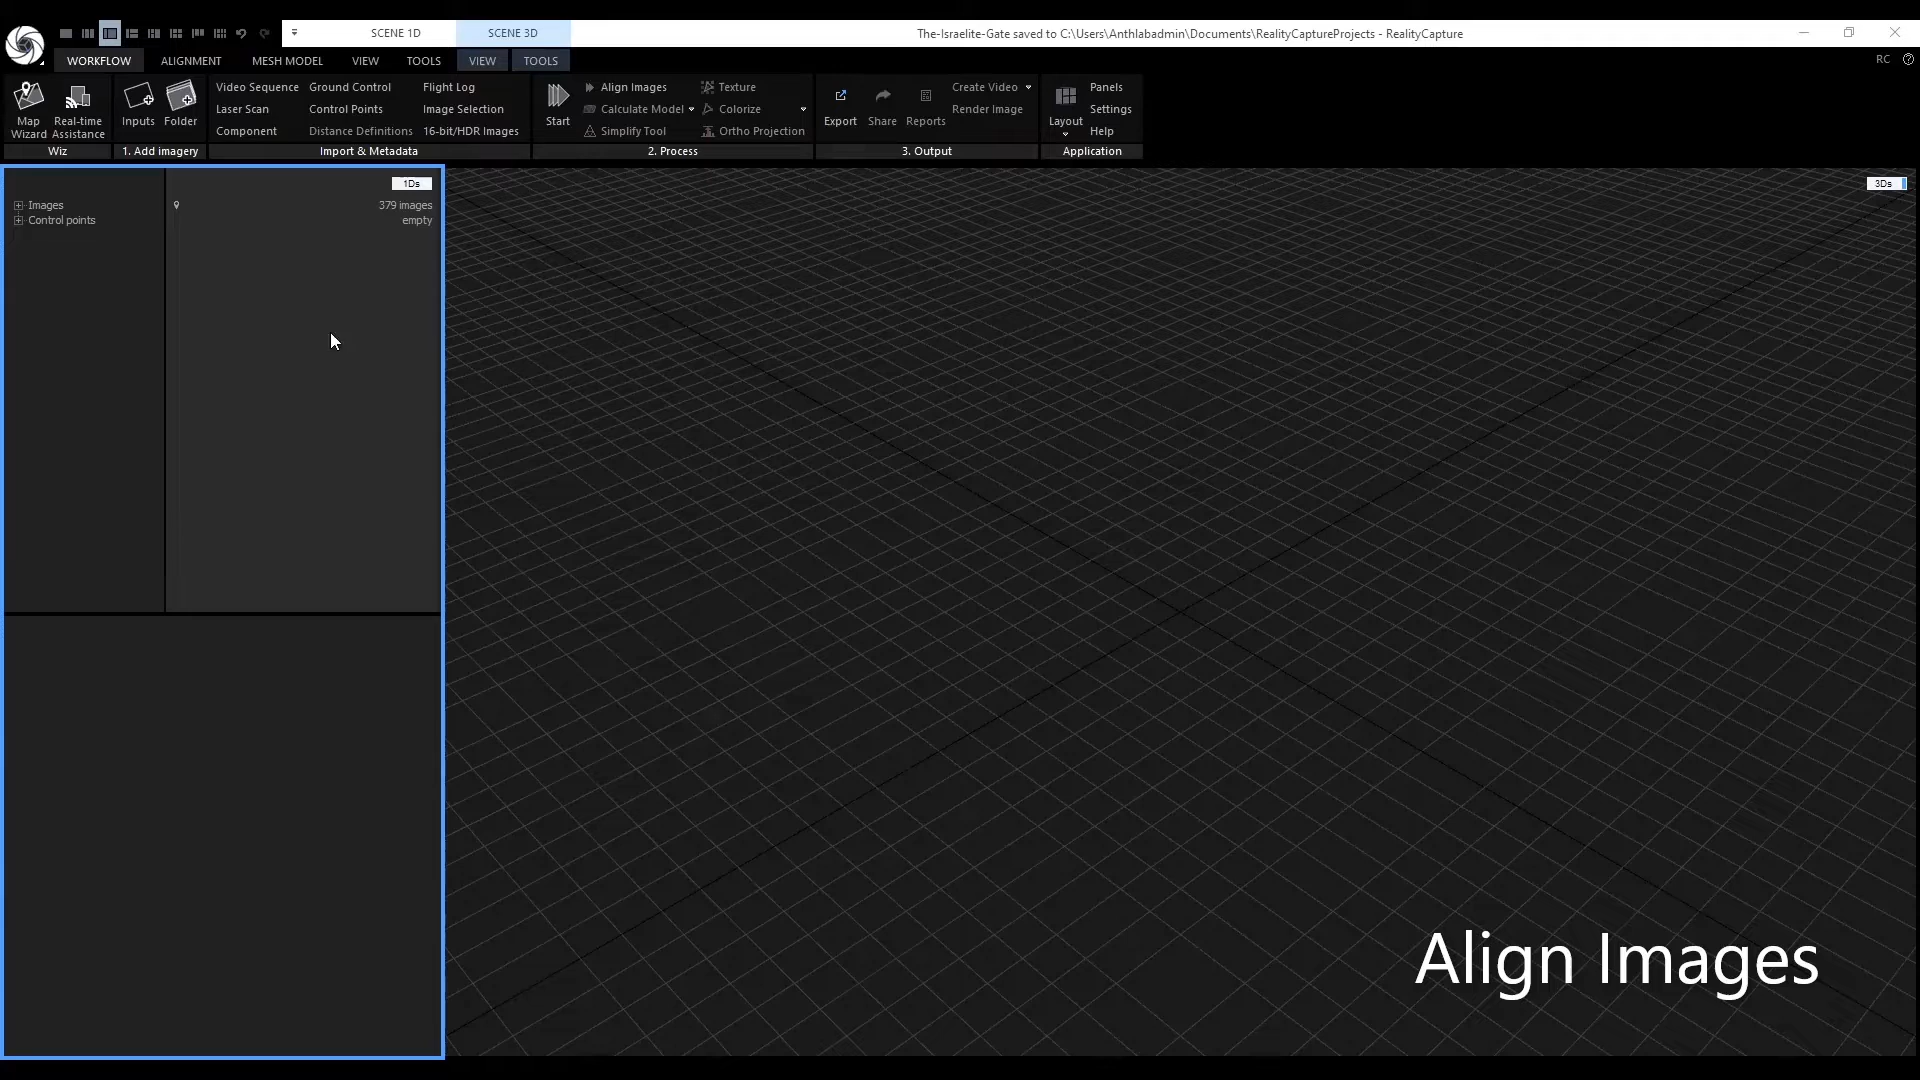 SCENE 1D
SCENE 3D
The-Israelite-Gate saved to C:\Users\Anthlabadmin\Documents\RealityCaptureProjects - RealityCapture
WORKFLOW
ALIGNMENT
MESH MODEL
VIEW
TOOLS
VIEW
TOOLS
RC
Map Wizard
Real-time Assistance
Wiz
Inputs
Folder
1. Add imagery
Video Sequence
Ground Control
Flight Log
Laser Scan
Control Points
Image Selection
Component
Distance Definitions
16-bit/HDR Images
Import & Metadata
Start
Align Images
Texture
Calculate Model
Colorize
Simplify Tool
Ortho Projection
2. Process
Export
Share
Reports
Create Video
Render Image
3. Output
Layout
Panels
Settings
Help
Application
1Ds
Images
379 images
Control points
empty
3Ds
Align Images